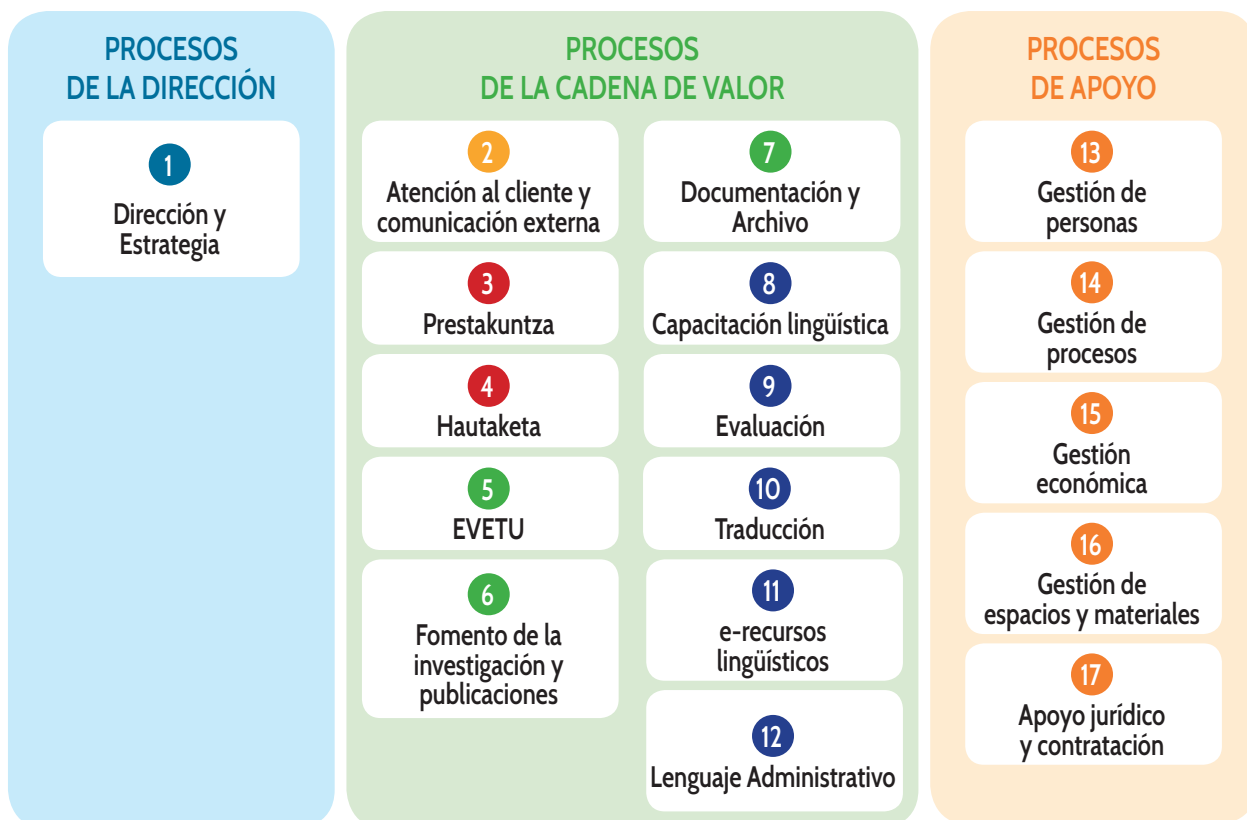 PROCESOS
DE LA DIRECCIÓN
1
Dirección y
Estrategia
PROCESOS
DE LA CADENA DE VALOR
2
Atención al cliente y
comunicación externa
3
Prestakuntza
4
Hautaketa
5
EVETU
6
Fomento de la
investigación y
publicaciones
7
Documentación y
Archivo
8
Capacitación lingüística
9
Evaluación
10
Traducción
11
e-recursos
lingüísticos
12
Lenguaje Administrativo
PROCESOS
DE APOYO
13
Gestión de
personas
14
Gestión de
procesos
15
Gestión
económica
16
Gestión de
espacios y materiales
17
Apoyo jurídico
y contratación